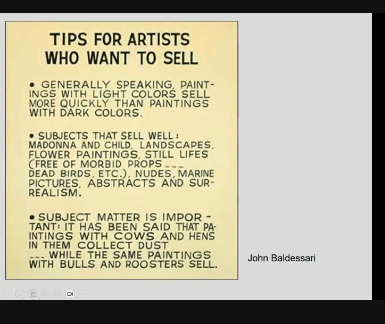 TIPS FOR ARTISTS
WHO WANT TO SELL
• GENERALLY SPEAKING, PAINT-
INGS WITH LIGHT COLORS SELL
MORE QUICKLY THAN PAINTINGS
WITH DARK COLORS.
• SUBJECTS THAT SELL WELL:
MADONNA AND CHILD, LANDSCAPES,
FLOWER PAINTINGS, STILL LIFES
(FREE OF MORBID PROPS ___
DEAD BIRDS, ETC.), NUDES, MARINE
PICTURES, ABSTRACTS AND SUR-
REALISM.
• SUBJECT MATTER IS IMPOR-
TANT: IT HAS BEEN SAID THAT PA-
INTINGS WITH COWS AND HENS
IN THEM COLLECT DUST
___ WHILE THE SAME PAINTINGS
WITH BULLS AND ROOSTERS SELL.
John Baldessari